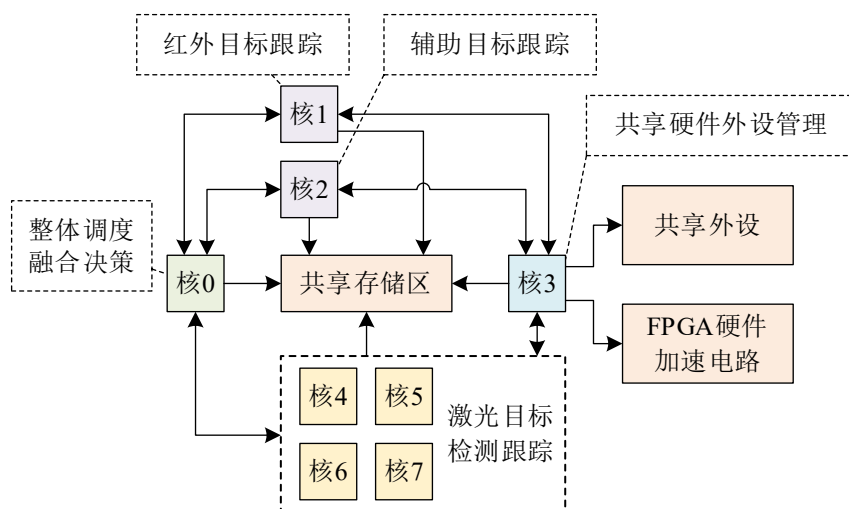 红外目标跟踪
辅助目标跟踪
核1
共享硬件外设管理
核2
整体调度
融合决策
共享外设
核0
共享存储区
核3
FPGA硬件
加速电路
核4
核5
激光目标
检测跟踪
核6
核7